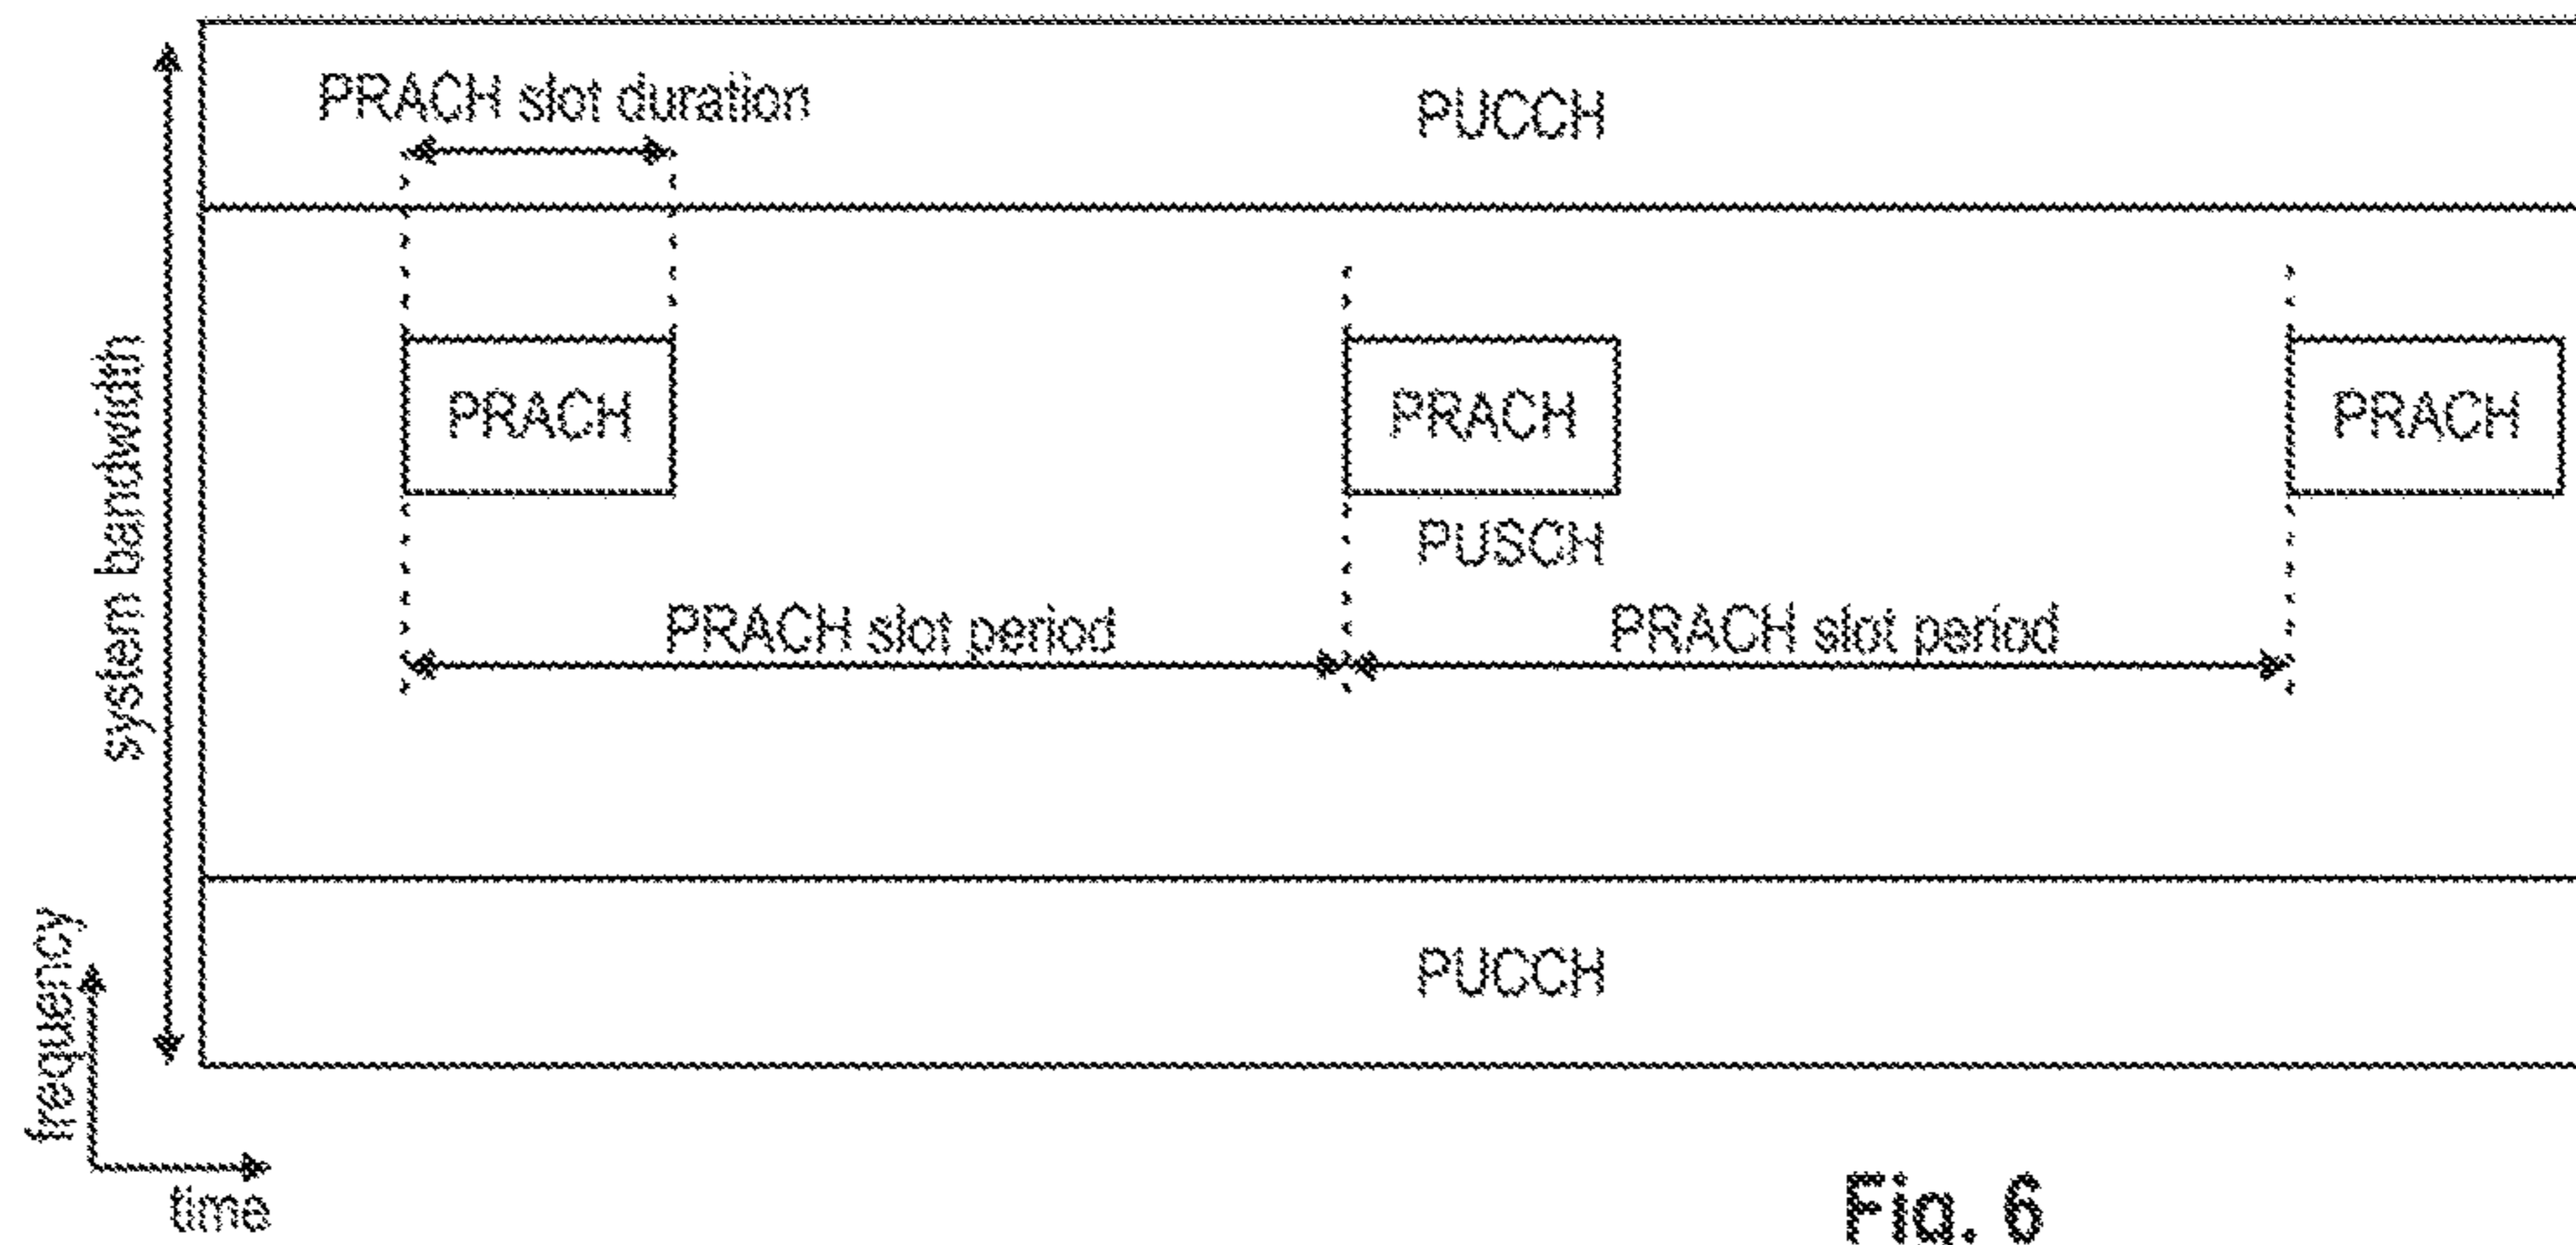 PRACH slot duration
PUCCH
system bandwidth
PRACH
PRACH
PRACH
PUSCH
PRACH slot period
PRACH slot period
PUCCH
frequency
time
Fig. 6